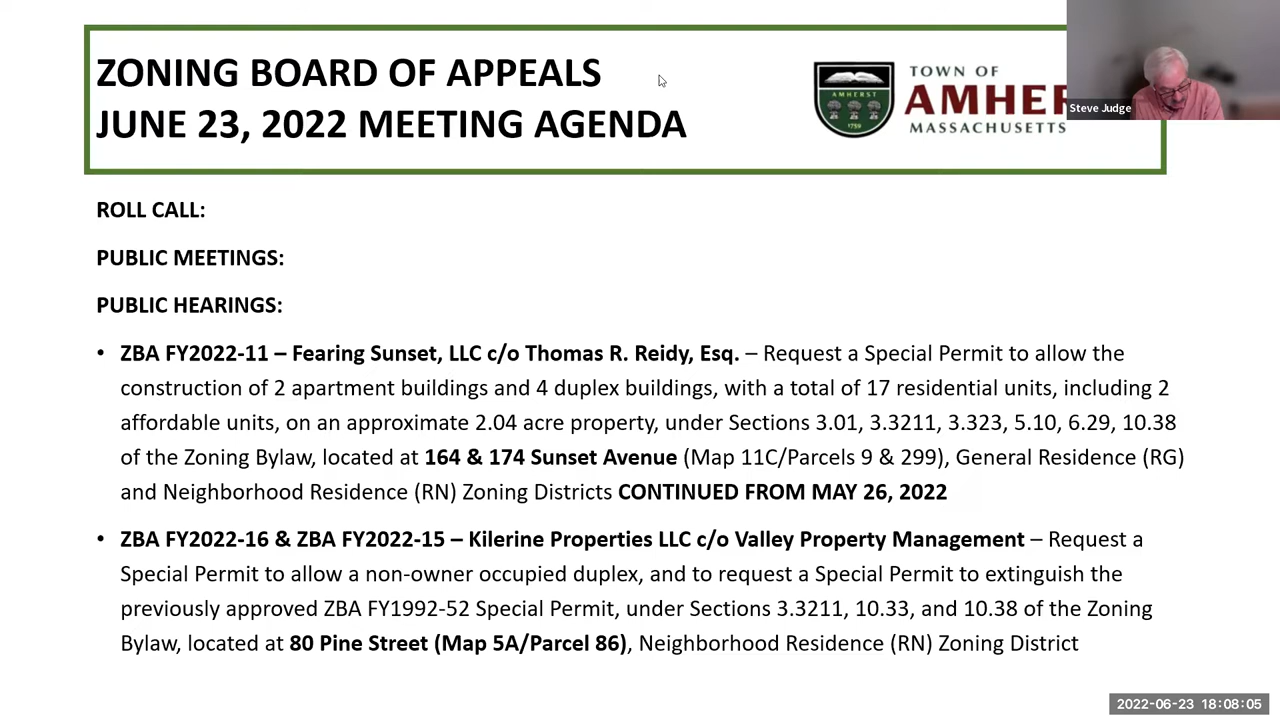 ZONING BOARD OF APPEALS
JUNE 23, 2022 MEETING AGENDA
AMHERST
1759
TOWN OF
AMHER
MASSACHUSETTS
Steve Judge
ROLL CALL:
PUBLIC MEETINGS:
PUBLIC HEARINGS:
• ZBA FY2022-11 – Fearing Sunset, LLC c/o Thomas R. Reidy, Esq. – Request a Special Permit to allow the
construction of 2 apartment buildings and 4 duplex buildings, with a total of 17 residential units, including 2
affordable units, on an approximate 2.04 acre property, under Sections 3.01, 3.3211, 3.323, 5.10, 6.29, 10.38
of the Zoning Bylaw, located at 164 & 174 Sunset Avenue (Map 11C/Parcels 9 & 299), General Residence (RG)
and Neighborhood Residence (RN) Zoning Districts CONTINUED FROM MAY 26, 2022
• ZBA FY2022-16 & ZBA FY2022-15 – Kilerine Properties LLC c/o Valley Property Management – Request a
Special Permit to allow a non-owner occupied duplex, and to request a Special Permit to extinguish the
previously approved ZBA FY1992-52 Special Permit, under Sections 3.3211, 10.33, and 10.38 of the Zoning
Bylaw, located at 80 Pine Street (Map 5A/Parcel 86), Neighborhood Residence (RN) Zoning District
2022-06-23 18:08:05